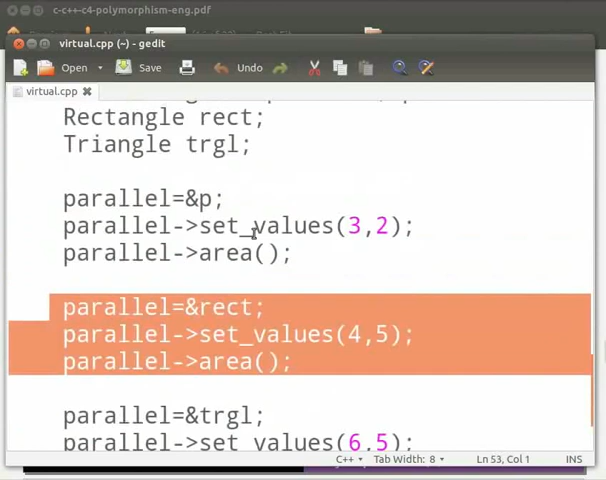 c-c++-c4-polymorphism-eng.pdf
virtual.cpp (~) - gedit
Open Save Undo
virtual.cpp
Rectangle rect;
Triangle trgl;
parallel=&p;
parallel->set_values(3,2);
parallel->area();
parallel=&rect;
parallel->set_values(4,5);
parallel->area();
parallel=&trgl;
parallel->set_values(6,5);
C++ Tab Width: 8 Ln 53, Col 1 INS